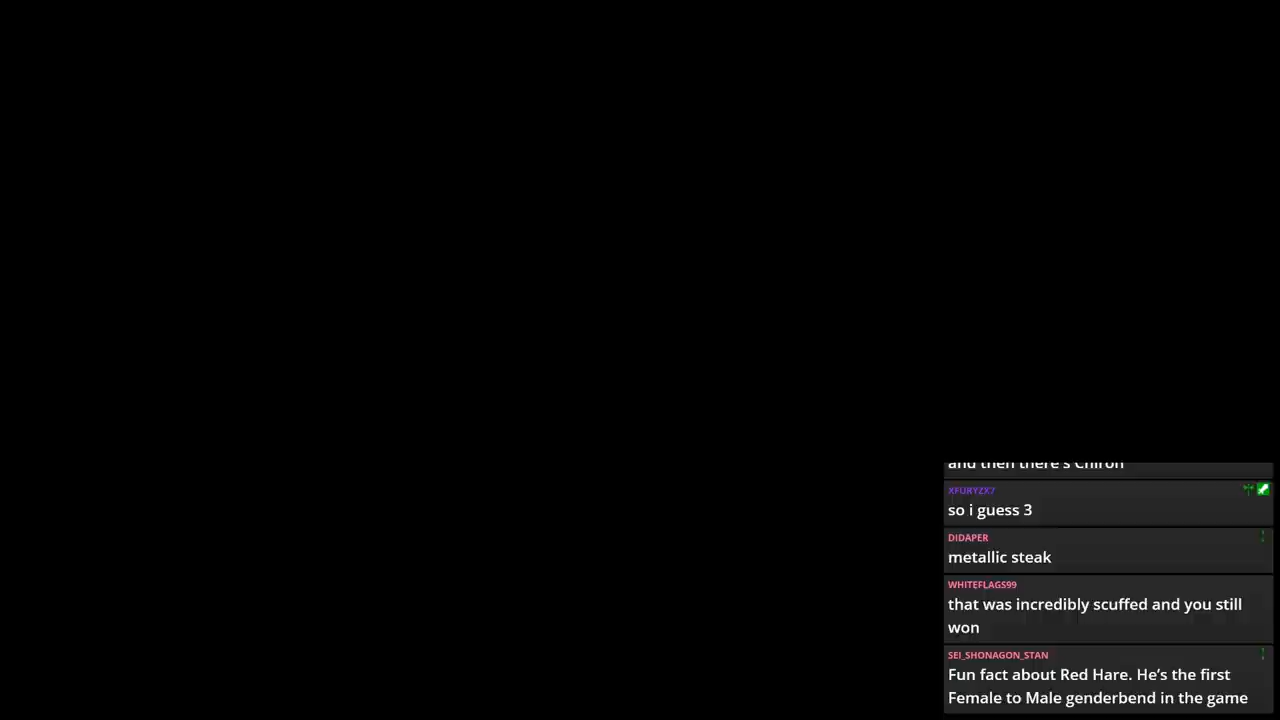 and then there's Chiron
XFURYZX7
so i guess 3
DIDAPER
metallic steak
WHITEFLAGS99
that was incredibly scuffed and you still
won
SEI_SHONAGON_STAN
Fun fact about Red Hare. He's the first
Female to Male genderbend in the game